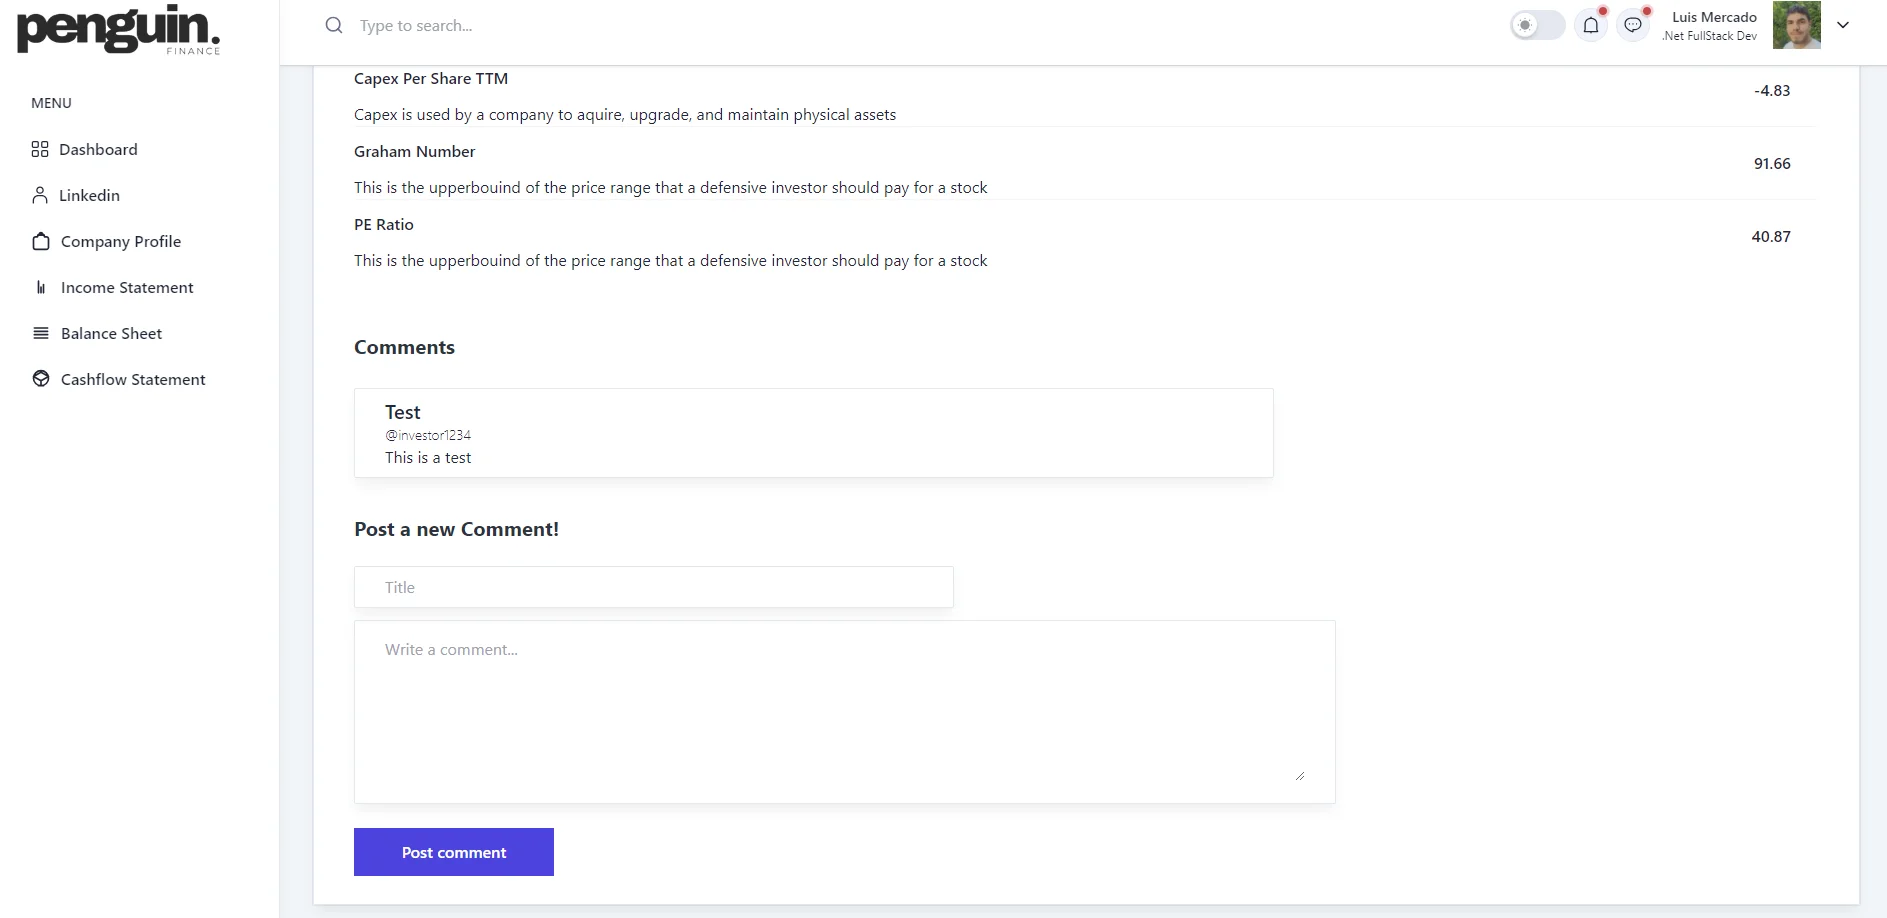 penguin.
FINANCE
MENU
Dashboard
Linkedin
Company Profile
Income Statement
Balance Sheet
Cashflow Statement
Type to search...
Luis Mercado
.Net FullStack Dev
Capex Per Share TTM
-4.83
Capex is used by a company to aquire, upgrade, and maintain physical assets
Graham Number
91.66
This is the upperbouind of the price range that a defensive investor should pay for a stock
PE Ratio
40.87
This is the upperbouind of the price range that a defensive investor should pay for a stock
Comments
Test
@investor1234
This is a test
Post a new Comment!
Title
Write a comment...
Post comment